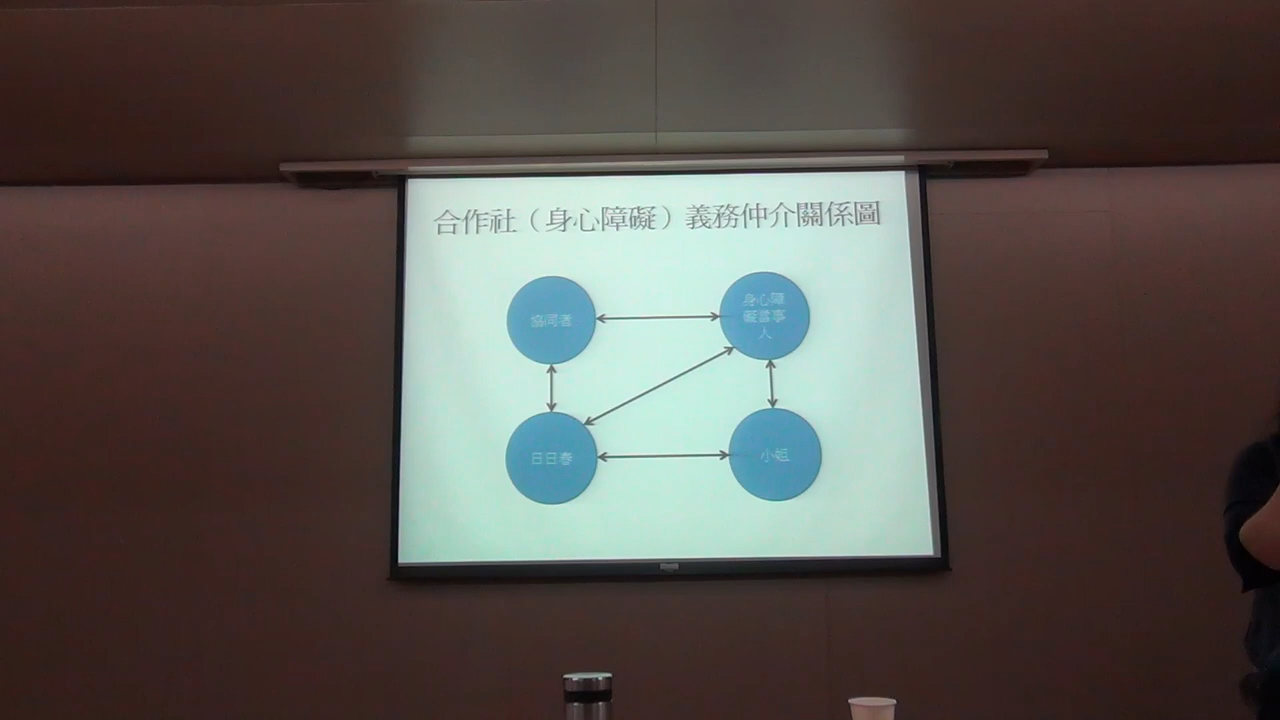 合作社（身心障礙）義務仲介關係圖
協同者
身心障
礙當事
人
日日春
小姐